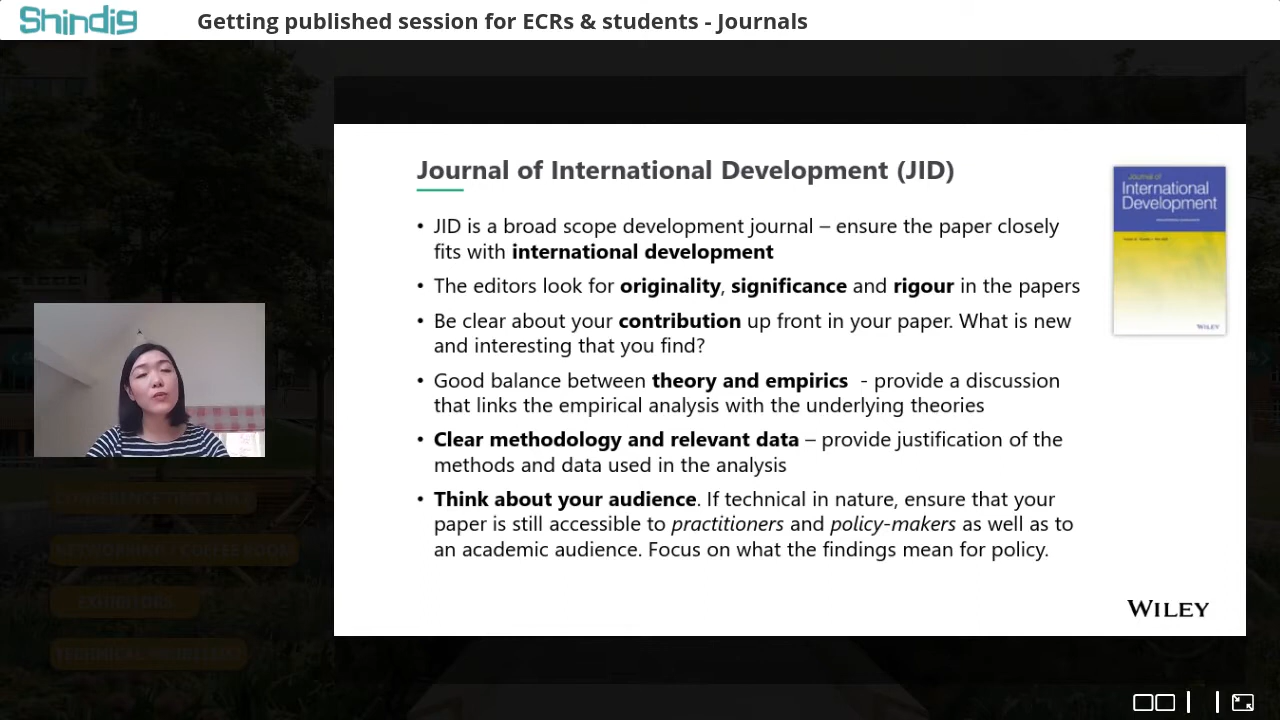 Shindig
Getting published session for ECRs & students - Journals
Journal of International Development (JID)
• JID is a broad scope development journal – ensure the paper closely
fits with international development
• The editors look for originality, significance and rigour in the papers
• Be clear about your contribution up front in your paper. What is new
and interesting that you find?
• Good balance between theory and empirics - provide a discussion
that links the empirical analysis with the underlying theories
• Clear methodology and relevant data – provide justification of the
methods and data used in the analysis
• Think about your audience. If technical in nature, ensure that your
paper is still accessible to practitioners and policy-makers as well as to
an academic audience. Focus on what the findings mean for policy.
Journal of
International
Development
WILEY
WILEY
CONFERENCE TIMETABLE
NETWORKING / COFFEE ROOM
EXHIBITORS